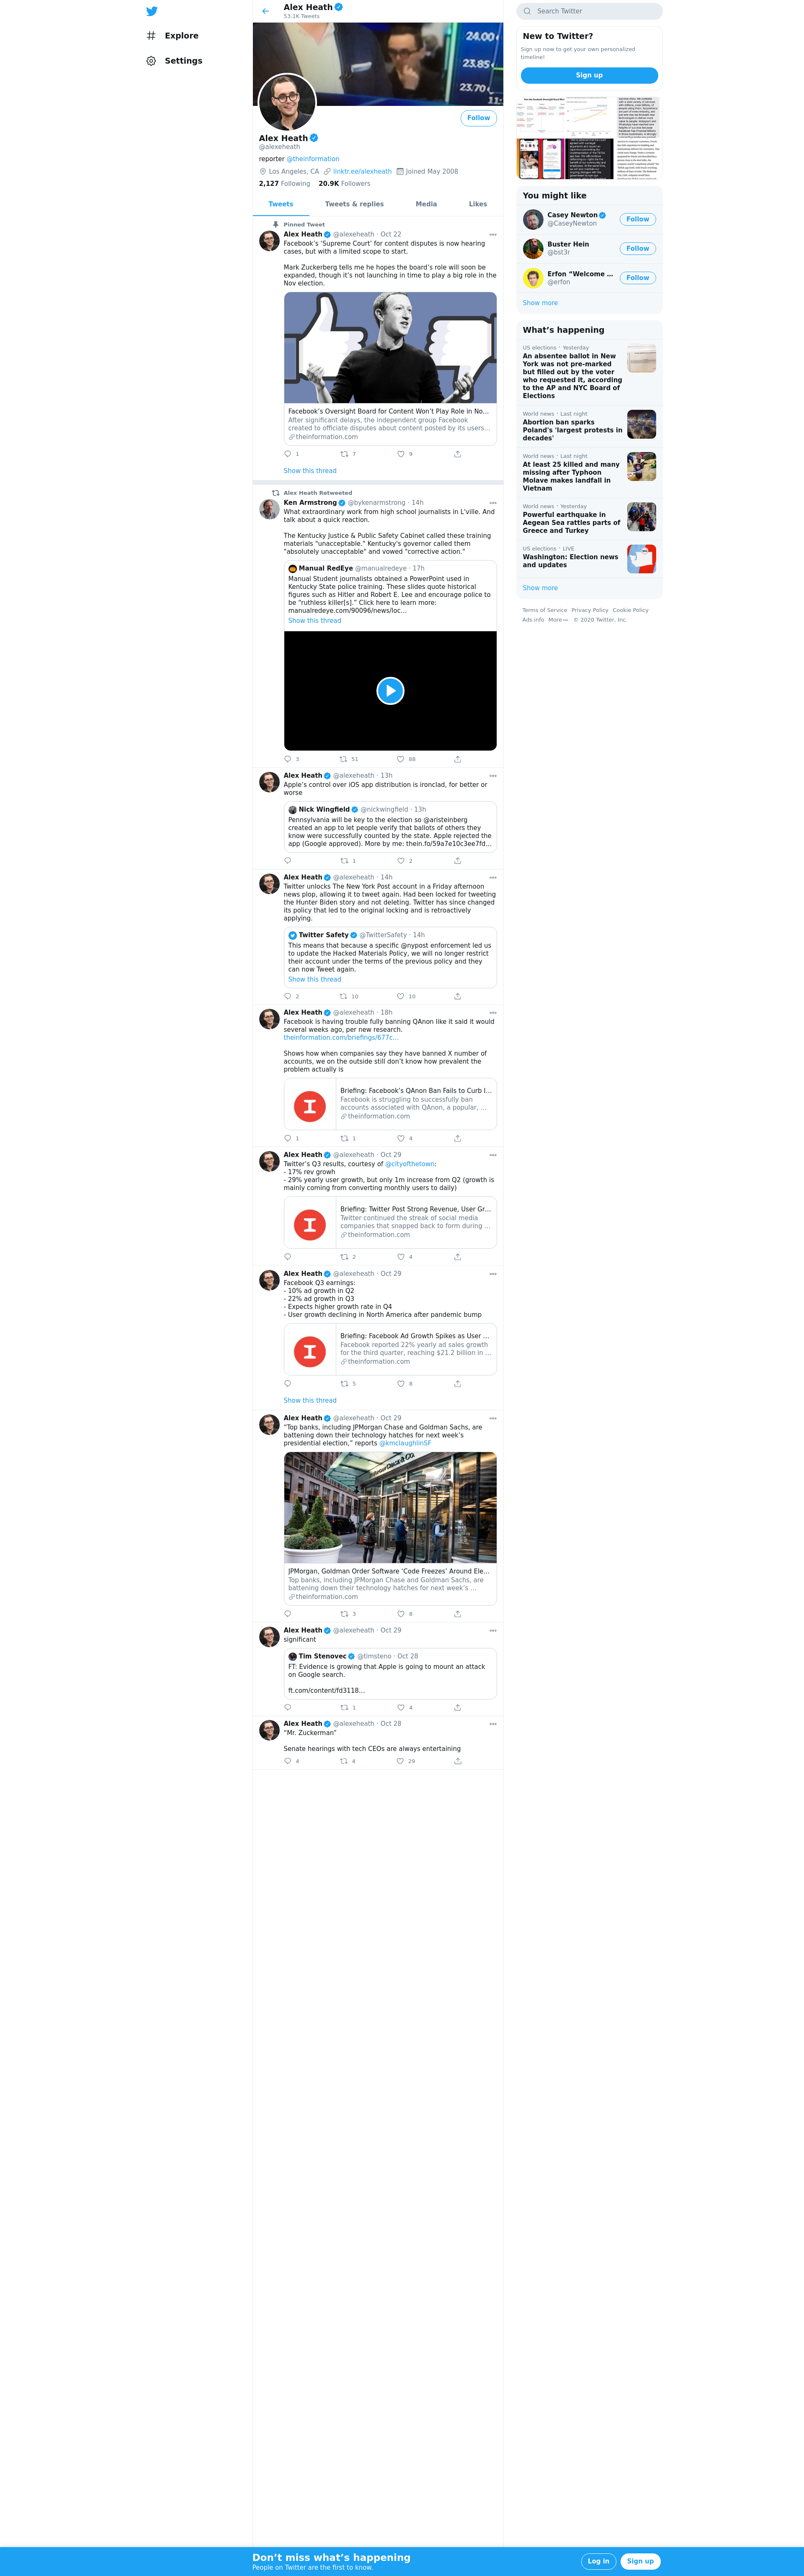 Explore
Settings
Alex Heath
53.1K Tweets
24.00
23.75
23.70
Follow
Alex Heath
@alexeheath
reporter @theinformation
Los Angeles, CA linktr.ee/alexheath Joined May 2008
2,127 Following 20.9K Followers
Tweets Tweets & replies Media Likes
Pinned Tweet
Alex Heath @alexeheath · Oct 22
Facebook’s ‘Supreme Court’ for content disputes is now hearing
cases, but with a limited scope to start.
Mark Zuckerberg tells me he hopes the board’s role will soon be
expanded, though it’s not launching in time to play a big role in the
Nov election.
Facebook’s Oversight Board for Content Won’t Play Role in No...
After significant delays, the independent group Facebook
created to officiate disputes about content posted by its users...
theinformation.com
1 7 9
Show this thread
Alex Heath Retweeted
Ken Armstrong @bykenarmstrong · 14h
What extraordinary work from high school journalists in L’ville. And
talk about a quick reaction.
The Kentucky Justice & Public Safety Cabinet called these training
materials "unacceptable." Kentucky's governor called them
"absolutely unacceptable" and vowed "corrective action."
Manual RedEye @manualredeye · 17h
Manual Student journalists obtained a PowerPoint used in
Kentucky State police training. These slides quote historical
figures such as Hitler and Robert E. Lee and encourage police to
be “ruthless killer[s].” Click here to learn more:
manualredeye.com/90096/news/loc...
Show this thread
3 51 88
Alex Heath @alexeheath · 13h
Apple’s control over iOS app distribution is ironclad, for better or
worse
Nick Wingfield @nickwingfield · 13h
Pennsylvania will be key to the election so @aristeinberg
created an app to let people verify that ballots of others they
know were successfully counted by the state. Apple rejected the
app (Google approved). More by me: thein.fo/59a7e10c3ee7fd...
1 2
Alex Heath @alexeheath · 14h
Twitter unlocks The New York Post account in a Friday afternoon
news plop, allowing it to tweet again. Had been locked for tweeting
the Hunter Biden story and not deleting. Twitter has since changed
its policy that led to the original locking and is retroactively
applying.
Twitter Safety @TwitterSafety · 14h
This means that because a specific @nypost enforcement led us
to update the Hacked Materials Policy, we will no longer restrict
their account under the terms of the previous policy and they
can now Tweet again.
Show this thread
2 10 10
Alex Heath @alexeheath · 18h
Facebook is having trouble fully banning QAnon like it said it would
several weeks ago, per new research.
theinformation.com/briefings/677c...
Shows how when companies say they have banned X number of
accounts, we on the outside still don’t know how prevalent the
problem actually is
Briefing: Facebook’s QAnon Ban Fails to Curb I...
Facebook is struggling to successfully ban
accounts associated with QAnon, a popular, ...
theinformation.com
1 1 4
Alex Heath @alexeheath · Oct 29
Twitter’s Q3 results, courtesy of @cityofthetown:
- 17% rev growh
- 29% yearly user growth, but only 1m increase from Q2 (growth is
mainly coming from converting monthly users to daily)
Briefing: Twitter Post Strong Revenue, User Gr...
Twitter continued the streak of social media
companies that snapped back to form during ...
theinformation.com
2 4
Alex Heath @alexeheath · Oct 29
Facebook Q3 earnings:
- 10% ad growth in Q2
- 22% ad growth in Q3
- Expects higher growth rate in Q4
- User growth declining in North America after pandemic bump
Briefing: Facebook Ad Growth Spikes as User ...
Facebook reported 22% yearly ad sales growth
for the third quarter, reaching $21.2 billion in ...
theinformation.com
5 8
Show this thread
Alex Heath @alexeheath · Oct 29
“Top banks, including JPMorgan Chase and Goldman Sachs, are
battening down their technology hatches for next week’s
presidential election,” reports @kmclaughlinSF
JPMorgan, Goldman Order Software ‘Code Freezes’ Around Ele...
Top banks, including JPMorgan Chase and Goldman Sachs, are
battening down their technology hatches for next week’s ...
theinformation.com
3 8
Alex Heath @alexeheath · Oct 29
significant
Tim Stenovec @timsteno · Oct 28
FT: Evidence is growing that Apple is going to mount an attack
on Google search.
ft.com/content/fd3118...
1 4
Alex Heath @alexeheath · Oct 28
“Mr. Zuckerman”
Senate hearings with tech CEOs are always entertaining
4 4 29
Search Twitter
New to Twitter?
Sign up now to get your own personalized
timeline!
Sign up
You might like
Casey Newton
@CaseyNewton
Follow
Buster Hein
@bst3r
Follow
Erfon “Welcome ...
@erfon
Follow
Show more
What’s happening
US elections · Yesterday
An absentee ballot in New
York was not pre-marked
but filled out by the voter
who requested it, according
to the AP and NYC Board of
Elections
World news · Last night
Abortion ban sparks
Poland's 'largest protests in
decades'
World news · Last night
At least 25 killed and many
missing after Typhoon
Molave makes landfall in
Vietnam
World news · Yesterday
Powerful earthquake in
Aegean Sea rattles parts of
Greece and Turkey
US elections · LIVE
Washington: Election news
and updates
Show more
Terms of Service Privacy Policy Cookie Policy
Ads info More © 2020 Twitter, Inc.
Don’t miss what’s happening
People on Twitter are the first to know.
Log in Sign up